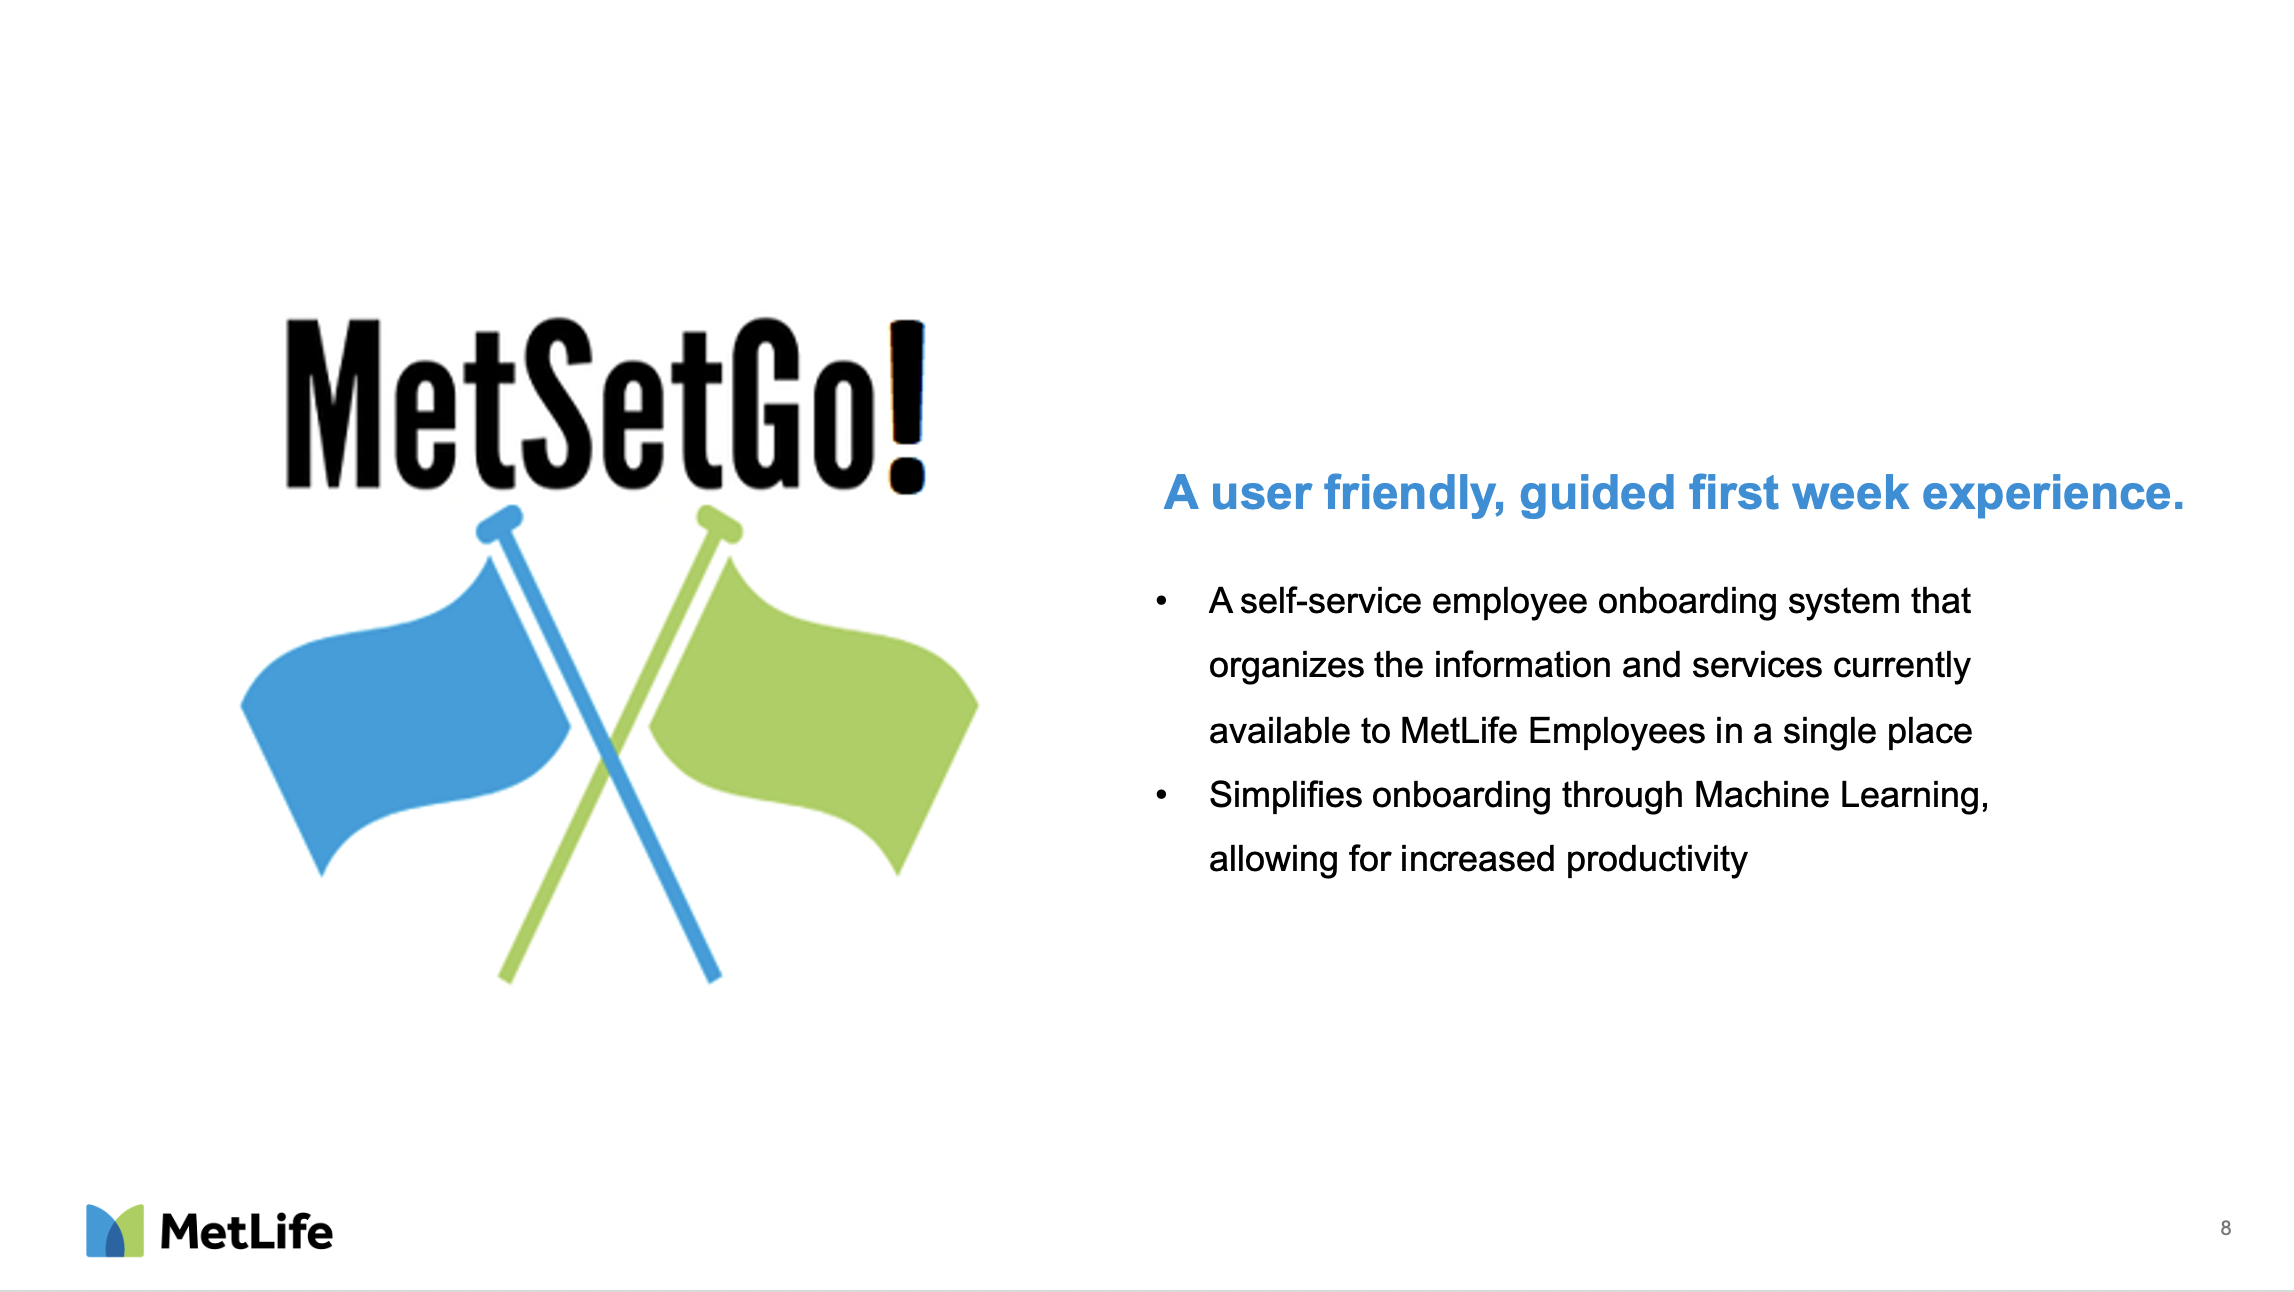 MetSetGo!
A user friendly, guided first week experience.
• A self-service employee onboarding system that
organizes the information and services currently
available to MetLife Employees in a single place
• Simplifies onboarding through Machine Learning,
allowing for increased productivity
MetLife
8